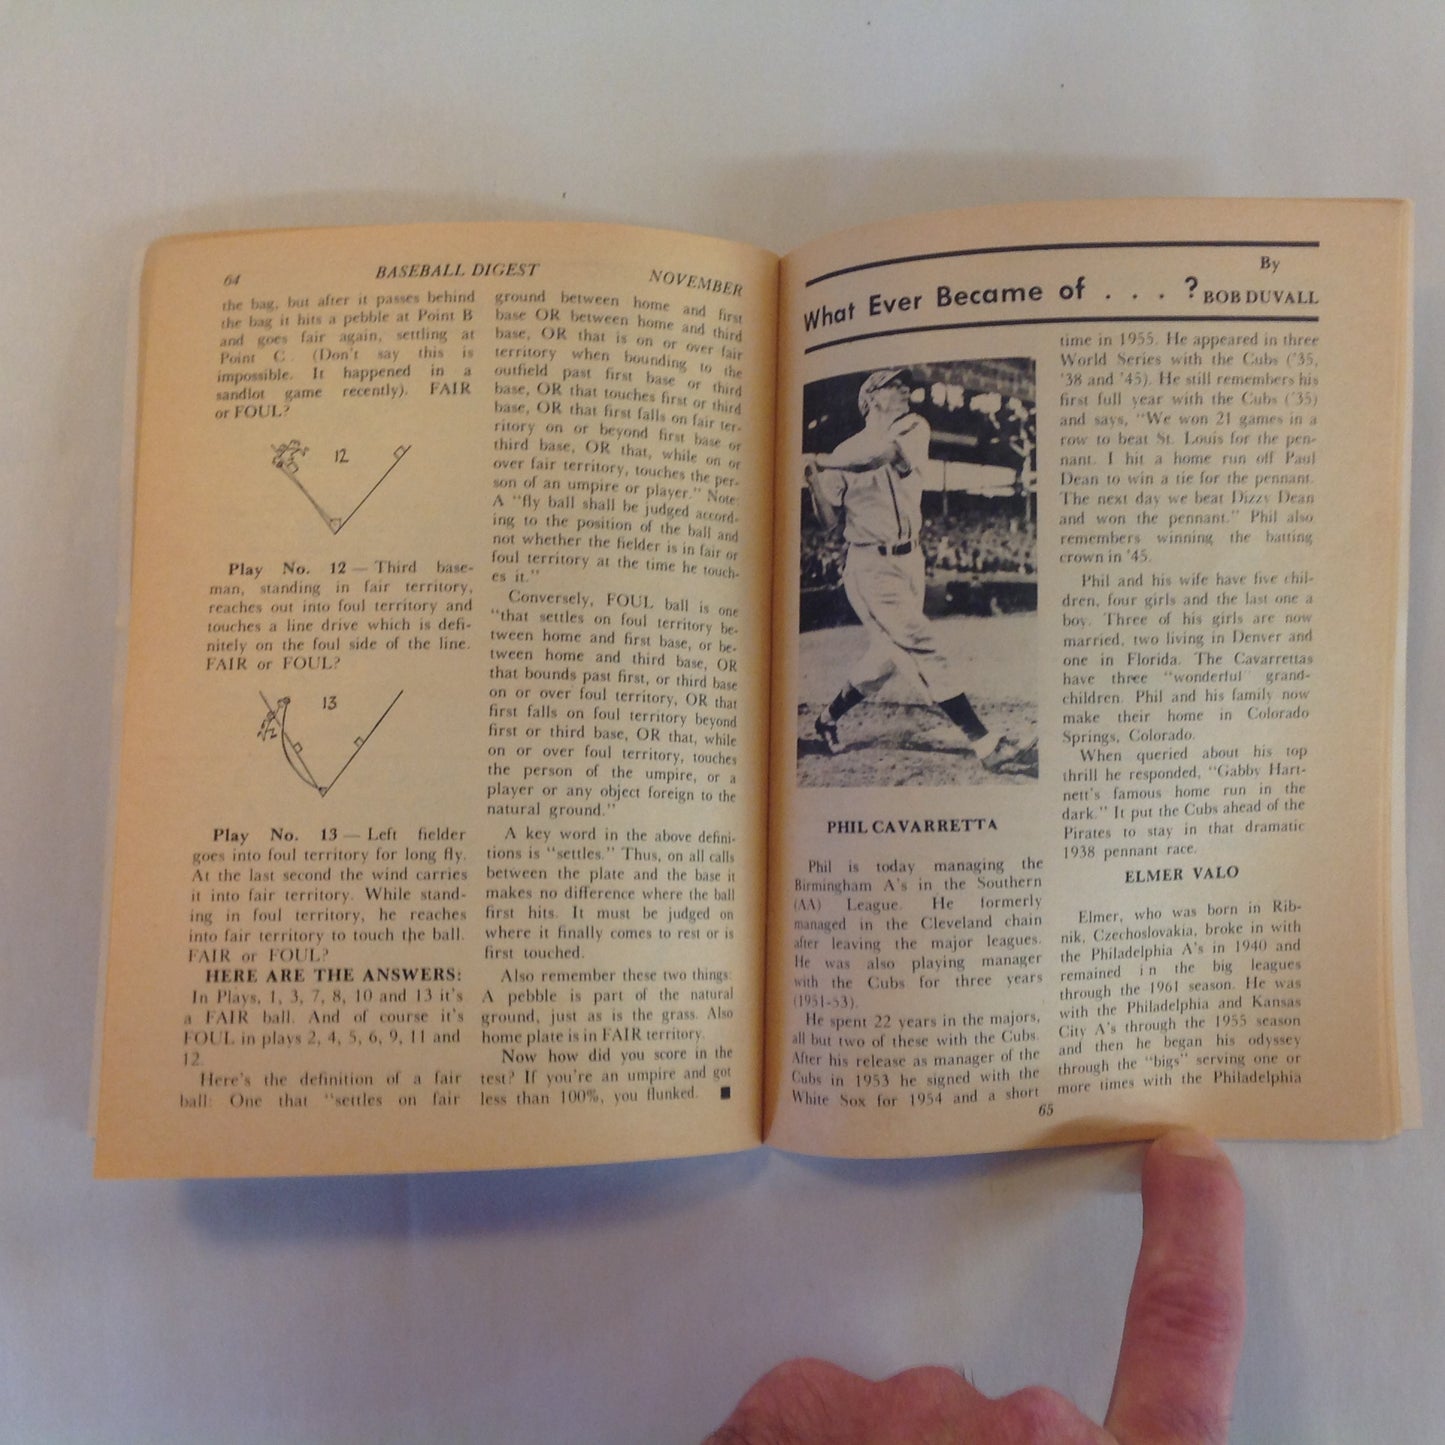 64
BASEBALL DIGEST
NOVEMBER
the bag, but after it passes behind
the bag it hits a pebble at Point B
and goes fair again, settling at
Point C. (Don't say this is
impossible. It happened in a
sandlot game recently). FAIR
or FOUL?
12
Play No. 12 — Third base-
man, standing in fair territory,
reaches out into foul territory and
touches a line drive which is defi-
nitely on the foul side of the line.
FAIR or FOUL?
13
Play No. 13 — Left fielder
goes into foul territory for long fly.
At the last second the wind carries
it into fair territory. While stand-
ing in foul territory, he reaches
into fair territory to touch the ball.
FAIR or FOUL?
HERE ARE THE ANSWERS:
In Plays, 1, 3, 7, 8, 10 and 13 it's
a FAIR ball. And of course it's
FOUL in plays 2, 4, 5, 6, 9, 11 and
12.
Here's the definition of a fair
ball: One that "settles on fair
ground between home and first
base OR between home and third
base, OR that is on or over fair
territory when bounding to the
outfield past first base or third
base, OR that touches first or third
base, OR that first falls on fair ter-
ritory on or beyond first base or
third base, OR that, while on or
over fair territory, touches the per-
son of an umpire or player." Note:
A "fly ball shall be judged accord-
ing to the position of the ball and
not whether the fielder is in fair or
foul territory at the time he touch-
es it."
Conversely, FOUL ball is one
"that settles on foul territory be-
tween home and first base, or be-
tween home and third base, OR
that bounds past first, or third base
on or over foul territory, OR that
first falls on foul territory beyond
first or third base, OR that, while
on or over foul territory, touches
the person of the umpire, or a
player or any object foreign to the
natural ground."
A key word in the above defini-
tions is "settles." Thus, on all calls
between the plate and the base it
makes no difference where the ball
first hits. It must be judged on
where it finally comes to rest or is
first touched.
Also remember these two things:
A pebble is part of the natural
ground, just as is the grass. Also
home plate is in FAIR territory.
Now how did you score in the
test? If you're an umpire and got
less than 100%, you flunked. ■
What Ever Became of . . . ?
By
BOB DUVALL
PHIL CAVARRETTA
Phil is today managing the
Birmingham A's in the Southern
(AA) League. He formerly
managed in the Cleveland chain
after leaving the major leagues.
He was also playing manager
with the Cubs for three years
(1951-53).
He spent 22 years in the majors,
all but two of these with the Cubs.
After his release as manager of the
Cubs in 1953 he signed with the
White Sox for 1954 and a short
time in 1955. He appeared in three
World Series with the Cubs ('35,
'38 and '45). He still remembers his
first full year with the Cubs ('35)
and says, "We won 21 games in a
row to beat St. Louis for the pen-
nant. I hit a home run off Paul
Dean to win a tie for the pennant.
The next day we beat Dizzy Dean
and won the pennant." Phil also
remembers winning the batting
crown in '45.
Phil and his wife have five chil-
dren, four girls and the last one a
boy. Three of his girls are now
married, two living in Denver and
one in Florida. The Cavarrettas
have three "wonderful" grand-
children. Phil and his family now
make their home in Colorado
Springs, Colorado.
When queried about his top
thrill he responded, "Gabby Hart-
nett's famous home run in the
dark." It put the Cubs ahead of the
Pirates to stay in that dramatic
1938 pennant race.
ELMER VALO
Elmer, who was born in Rib-
nik, Czechoslovakia, broke in with
the Philadelphia A's in 1940 and
remained in the big leagues
through the 1961 season. He was
with the Philadelphia and Kansas
City A's through the 1955 season
and then he began his odyssey
through the "bigs" serving one or
more times with the Philadelphia
65